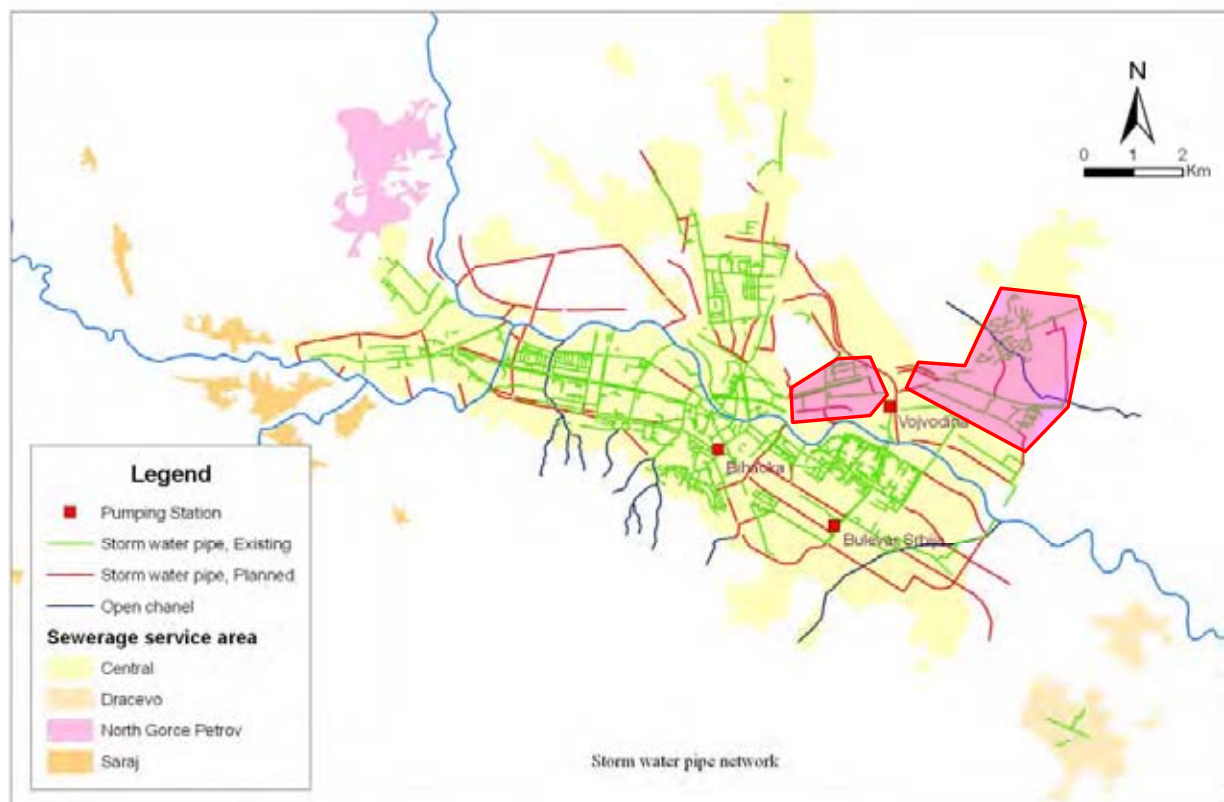 N
0 1 2
Km
Vojvodina
Bihacka
Bulevar Srbija
Legend
Pumping Station
Storm water pipe, Existing
Storm water pipe, Planned
Open chanel
Sewerage service area
Central
Dracevo
North Gorce Petrov
Saraj
Storm water pipe network